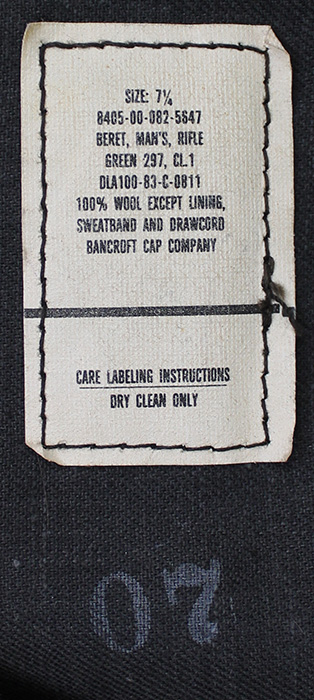 SIZE: 7¼
8405-00-082-5647
BERET, MAN'S, RIFLE
GREEN 297, CL.1
DLA100-83-C-0811
100% WOOL EXCEPT LINING,
SWEATBAND AND DRAWCORD
BANCROFT CAP COMPANY
CARE LABELING INSTRUCTIONS
DRY CLEAN ONLY
07